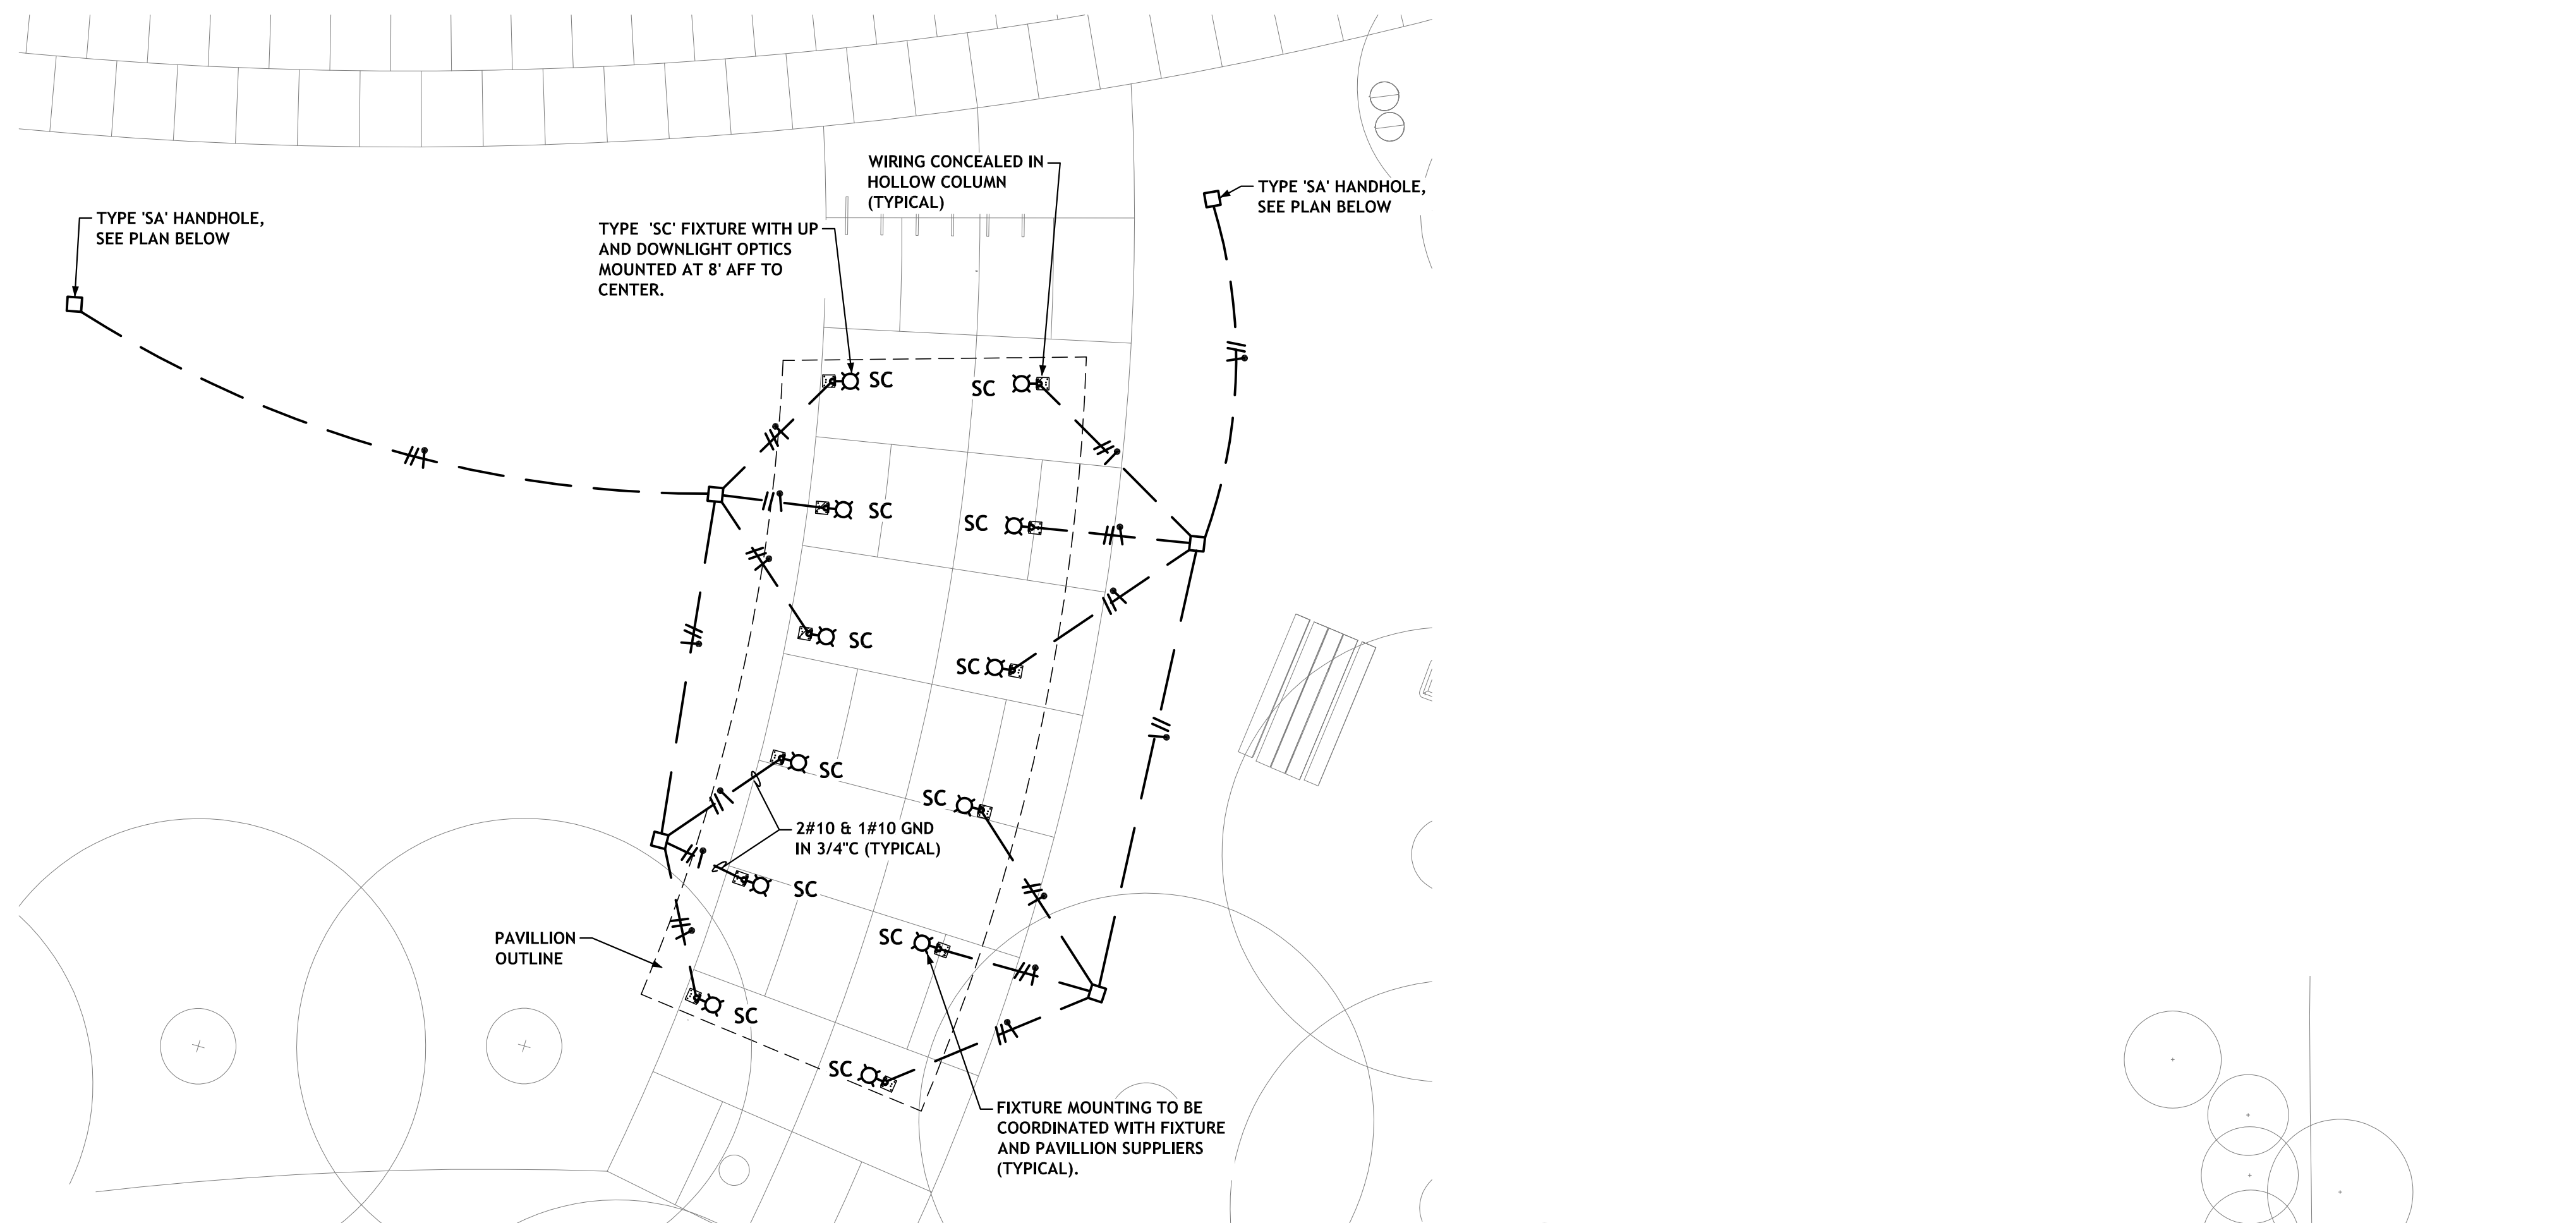 WIRING CONCEALED IN
HOLLOW COLUMN
(TYPICAL)
TYPE 'SA' HANDHOLE,
SEE PLAN BELOW
TYPE 'SA' HANDHOLE,
SEE PLAN BELOW
TYPE 'SC' FIXTURE WITH UP
AND DOWNLIGHT OPTICS
MOUNTED AT 8' AFF TO
CENTER.
SC
SC
SC
SC
SC
SC
SC
SC
2#10 & 1#10 GND
IN 3/4"C (TYPICAL)
SC
SC
PAVILLION
OUTLINE
SC
SC
FIXTURE MOUNTING TO BE
COORDINATED WITH FIXTURE
AND PAVILLION SUPPLIERS
(TYPICAL).